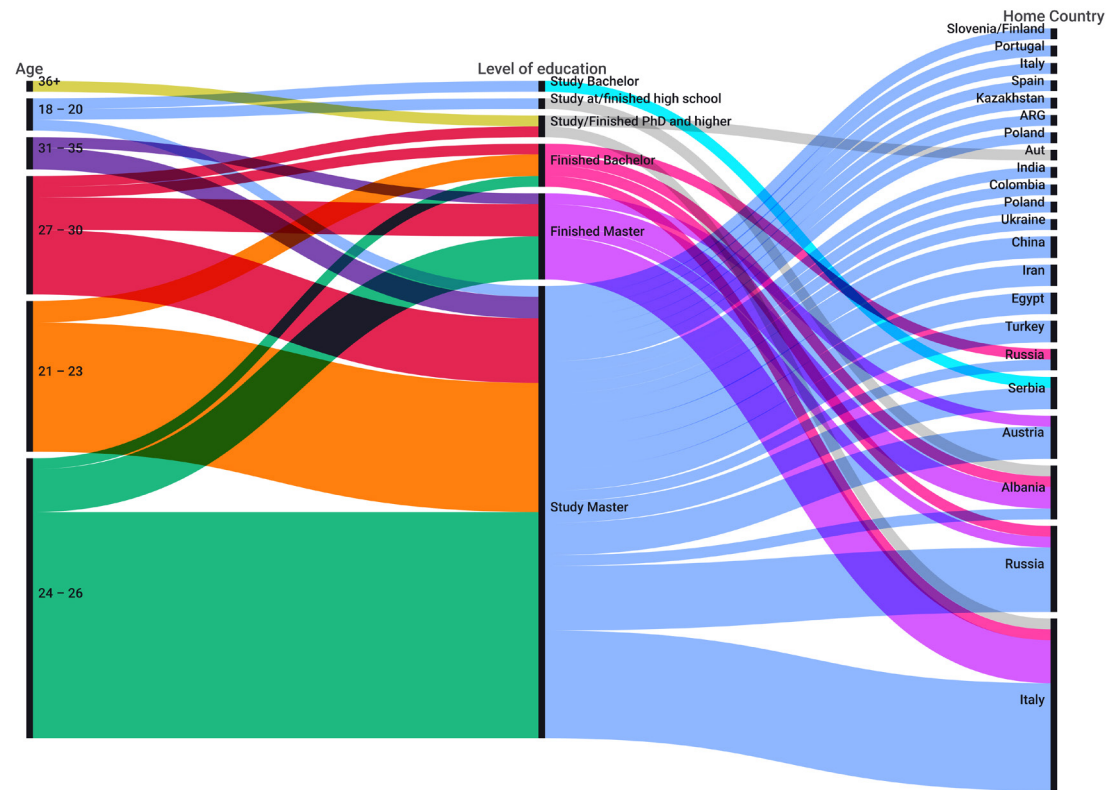 Age
36+
18 – 20
31 – 35
27 – 30
21 – 23
24 – 26
Level of education
Study Bachelor
Study at/finished high school
Study/Finished PhD and higher
Finished Bachelor
Finished Master
Study Master
Home Country
Slovenia/Finland
Portugal
Italy
Spain
Kazakhstan
ARG
Poland
Aut
India
Colombia
Poland
Ukraine
China
Iran
Egypt
Turkey
Russia
Serbia
Austria
Albania
Russia
Italy